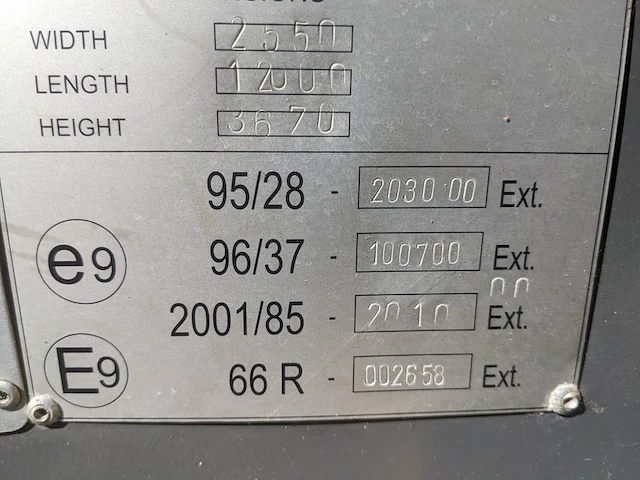 WIDTH 2550
LENGTH 12000
HEIGHT 3670
95/28 - 2030 00 Ext.
e9 96/37 - 100700 Ext.
2001/85 - 2010 00 Ext.
E9 66 R - 002658 Ext.